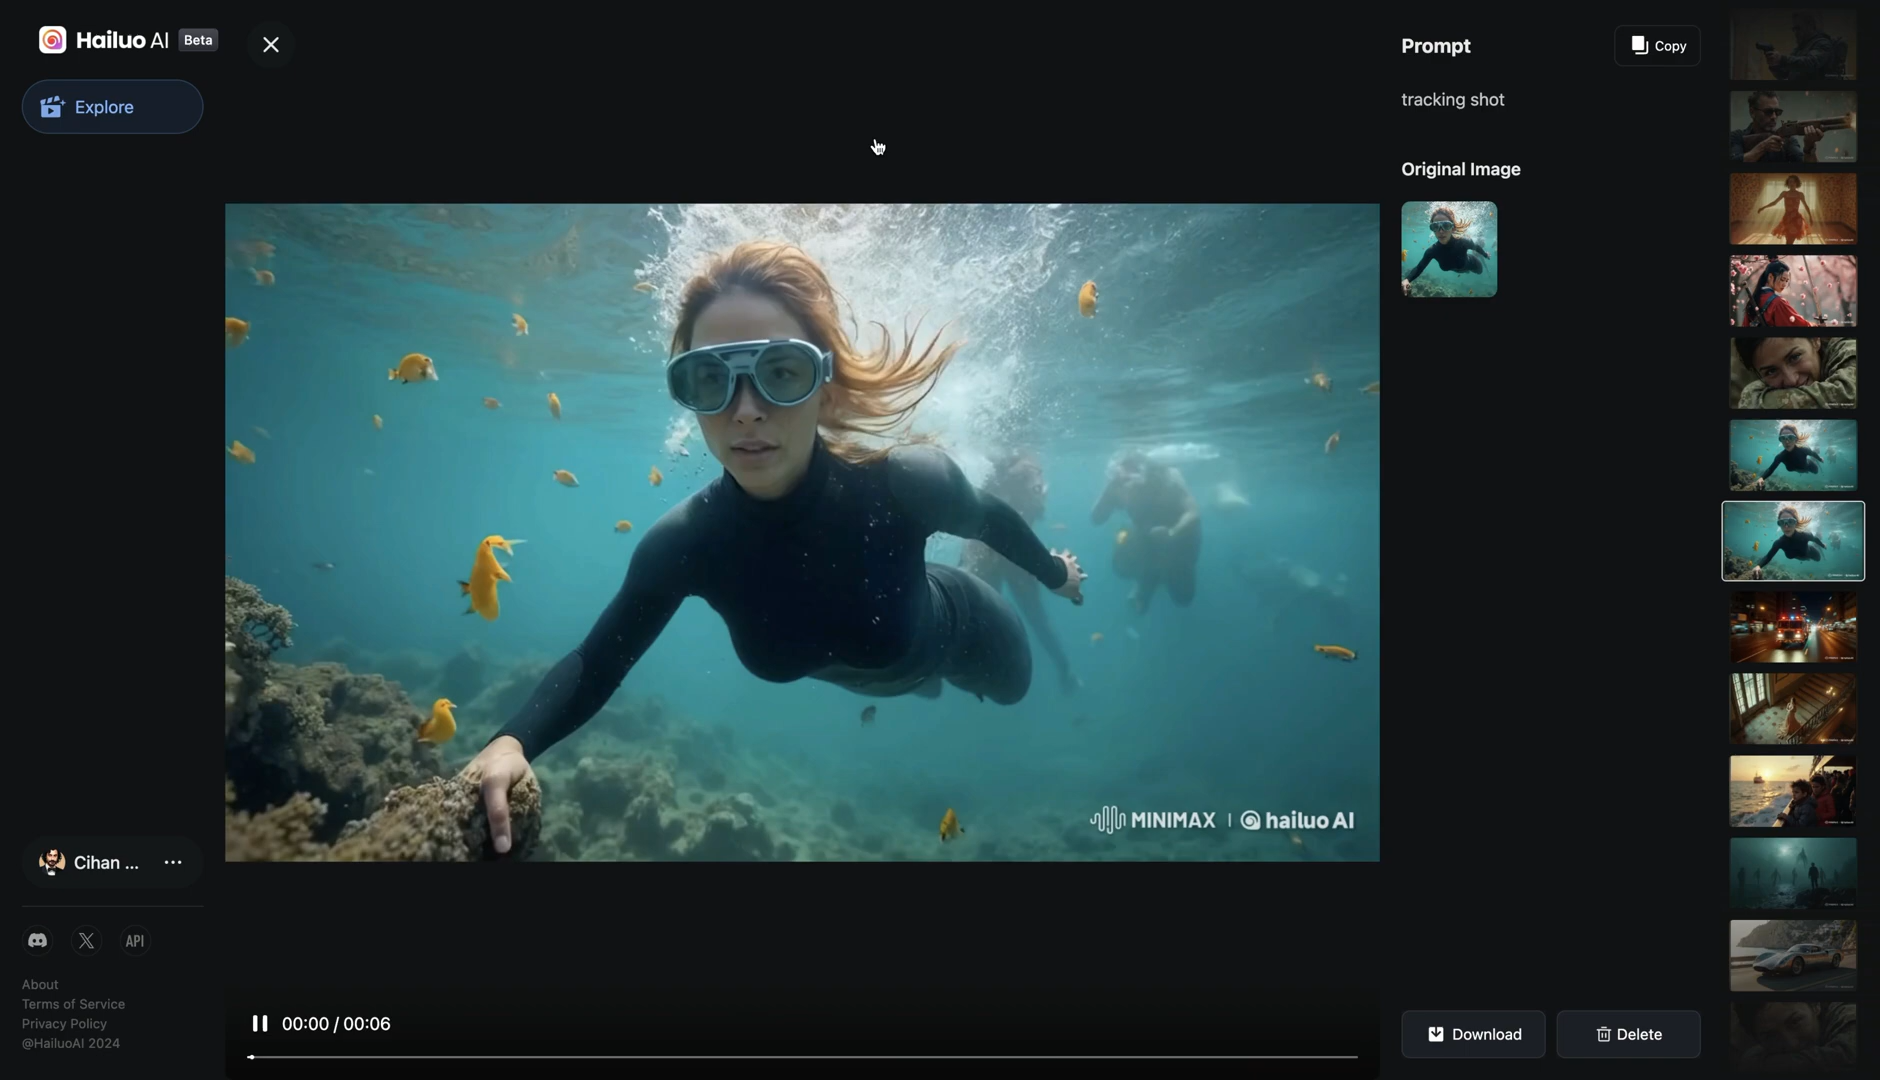 Hailuo AI Beta
Explore
Prompt
Copy
tracking shot
Original Image
MINIMAX | hailuo AI
Cihan ...
API
About
Terms of Service
Privacy Policy
@HailuoAI 2024
00:00 / 00:06
Download
Delete